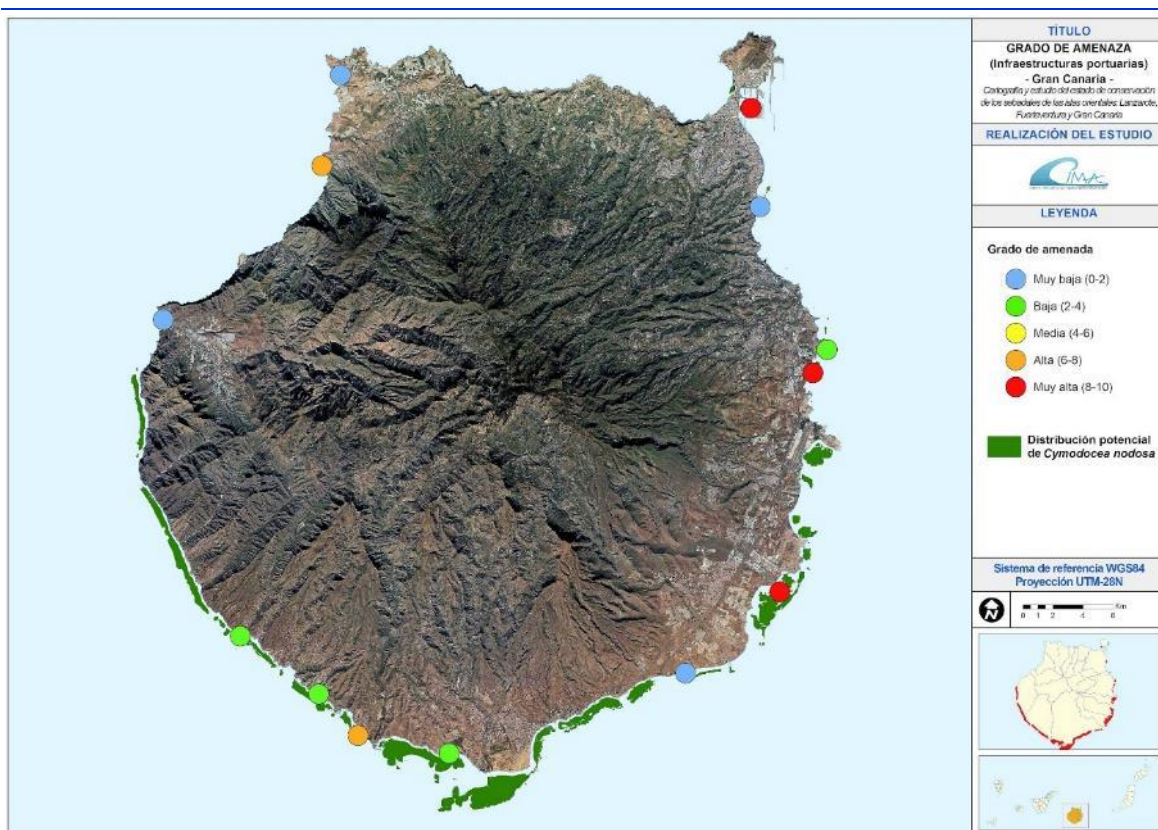 TÍTULO
GRADO DE AMENAZA
(Infraestructuras portuarias)
- Gran Canaria -
Cartografía y estudio del estado de conservación
de los sebadales de las islas orientales: Lanzarote,
Fuerteventura y Gran Canaria
REALIZACIÓN DEL ESTUDIO
CIMA
LEYENDA
Grado de amenada
Muy baja (0-2)
Baja (2-4)
Media (4-6)
Alta (6-8)
Muy alta (8-10)
Distribución potencial
de Cymodocea nodosa
Sistema de referencia WGS84
Proyección UTM-28N
N
Km
0 1 2 4 6